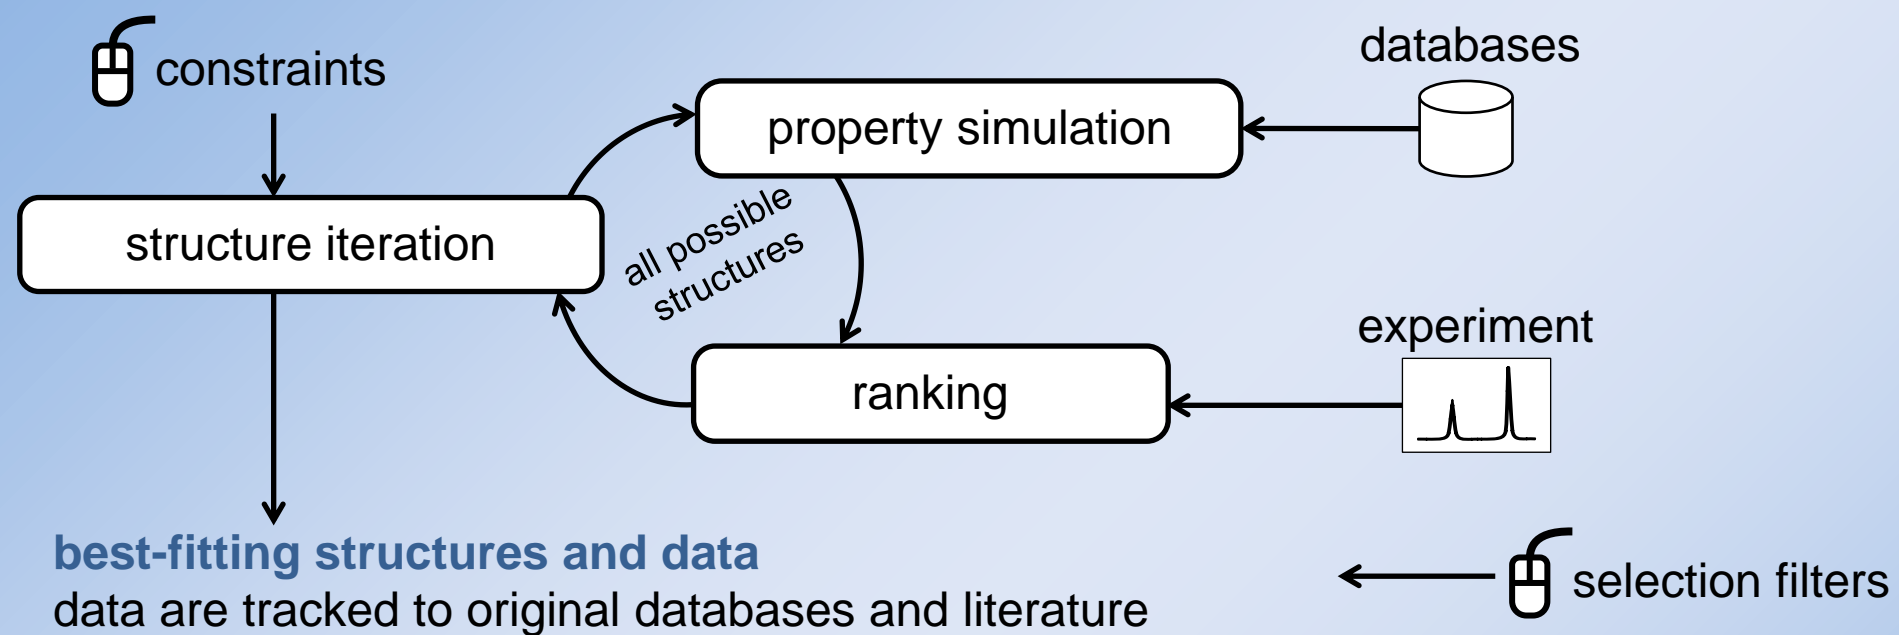 databases
constraints
property simulation
all possible
structures
structure iteration
experiment
ranking
best-fitting structures and data
data are tracked to original databases and literature
selection filters